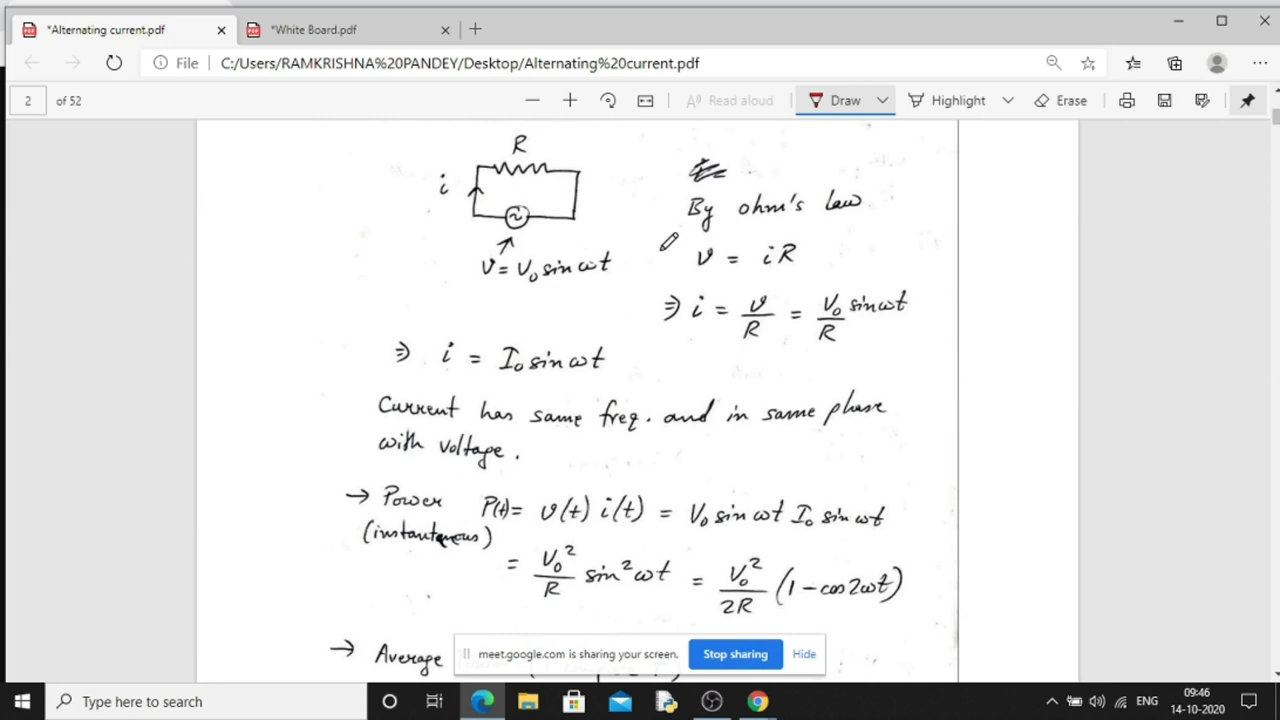 *Alternating current.pdf
*White Board.pdf
File
C:/Users/RAMKRISHNA%20PANDEY/Desktop/Alternating%20current.pdf
2 of 52
Read aloud
Draw
Highlight
Erase
R
i
v = V₀ sin ωt
By ohm's law
v = iR
⇒ i = v/R = V₀/R sin ωt
⇒ i = I₀ sin ωt
Current has same freq. and in same phase
with voltage.
→ Power P(t) = v(t) i(t) = V₀ sin ωt I₀ sin ωt
(instantaneous)
= V₀²/R sin² ωt = V₀²/2R (1 - cos 2ωt)
→ Average
meet.google.com is sharing your screen.
Stop sharing
Hide
Type here to search
ENG
09:46
14-10-2020